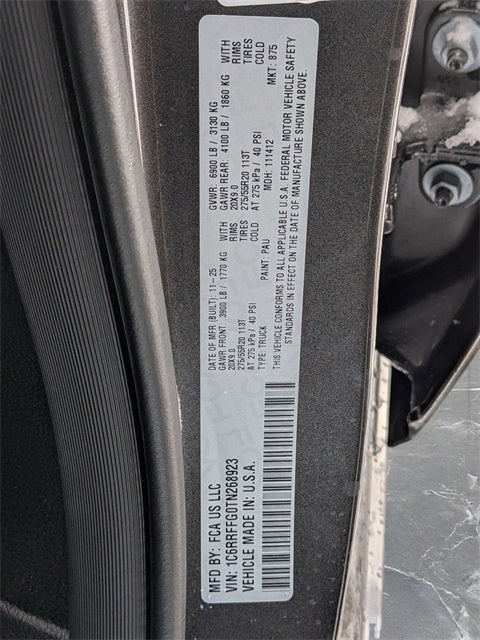 MFD BY: FCA US LLC
DATE OF MFR (BUILT): 11-25
GVWR: 6900 LB / 3130 KG
GAWR FRONT: 3900 LB / 1770 KG
GAWR REAR: 4100 LB / 1860 KG
WITH
20X9.0
20X9.0
RIMS
275/55R20 113T
275/55R20 113T
TIRES
AT 275 kPa / 40 PSI
COLD
AT 275 kPa / 40 PSI
COLD
WITH
RIMS
TIRES
VIN: 1C6RRFFG0TN268923
TYPE: TRUCK
PAINT: PAU
MDH: 111412
MKT: 875
VEHICLE MADE IN: U.S.A.
THIS VEHICLE CONFORMS TO ALL APPLICABLE U.S.A. FEDERAL MOTOR VEHICLE SAFETY
STANDARDS IN EFFECT ON THE DATE OF MANUFACTURE SHOWN ABOVE.